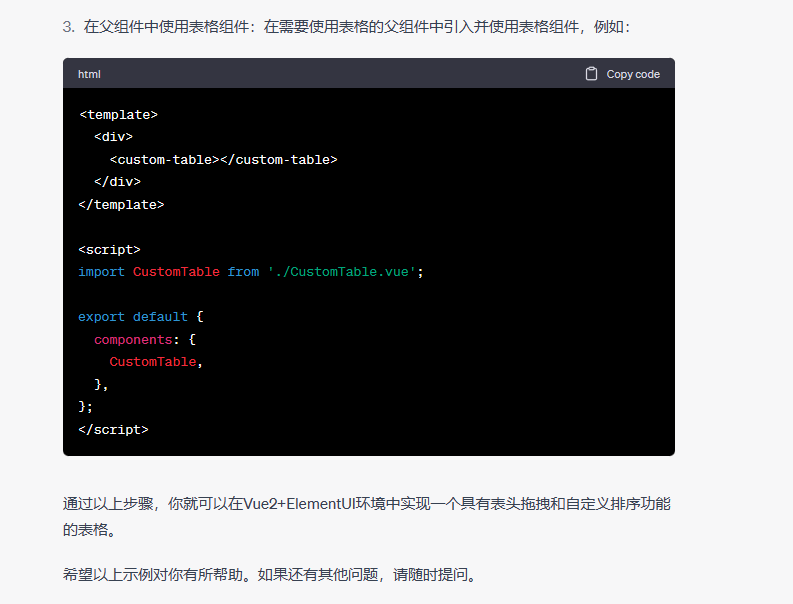 3. 在父组件中使用表格组件：在需要使用表格的父组件中引入并使用表格组件，例如：
html Copy code
<template>
  <div>
    <custom-table></custom-table>
  </div>
</template>
<script>
import CustomTable from './CustomTable.vue';
export default {
  components: {
    CustomTable,
  },
};
</script>
通过以上步骤，你就可以在Vue2+ElementUI环境中实现一个具有表头拖拽和自定义排序功能
的表格。
希望以上示例对你有所帮助。如果还有其他问题，请随时提问。